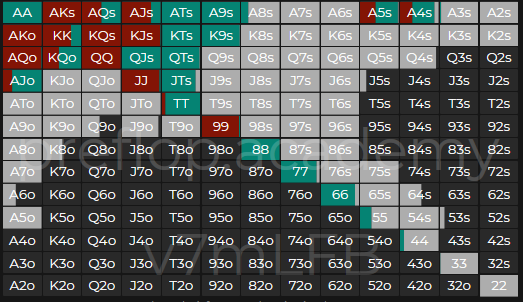 AA AKs AQs AJs ATs A9s A8s A7s A6s A5s A4s A3s A2s
AKo KK KQs KJs KTs K9s K8s K7s K6s K5s K4s K3s K2s
AQo KQo QQ QJs QTs Q9s Q8s Q7s Q6s Q5s Q4s Q3s Q2s
AJo KJo QJo JJ JTs J9s J8s J7s J6s J5s J4s J3s J2s
ATo KTo QTo JTo TT T9s T8s T7s T6s T5s T4s T3s T2s
A9o K9o Q9o J9o T9o 99 98s 97s 96s 95s 94s 93s 92s
A8o K8o Q8o J8o T8o 98o 88 87s 86s 85s 84s 83s 82s
preflop.academy
A7o K7o Q7o J7o T7o 97o 87o 77 76s 75s 74s 73s 72s
A6o K6o Q6o J6o T6o 96o 86o 76o 66 65s 64s 63s 62s
A5o K5o Q5o J5o T5o 95o 85o 75o 65o 55 54s 53s 52s
A4o K4o Q4o J4o T4o 94o 84o 74o 64o 54o 44 43s 42s
v7mLFB
A3o K3o Q3o J3o T3o 93o 83o 73o 63o 53o 43o 33 32s
A2o K2o Q2o J2o T2o 92o 82o 72o 62o 52o 42o 32o 22